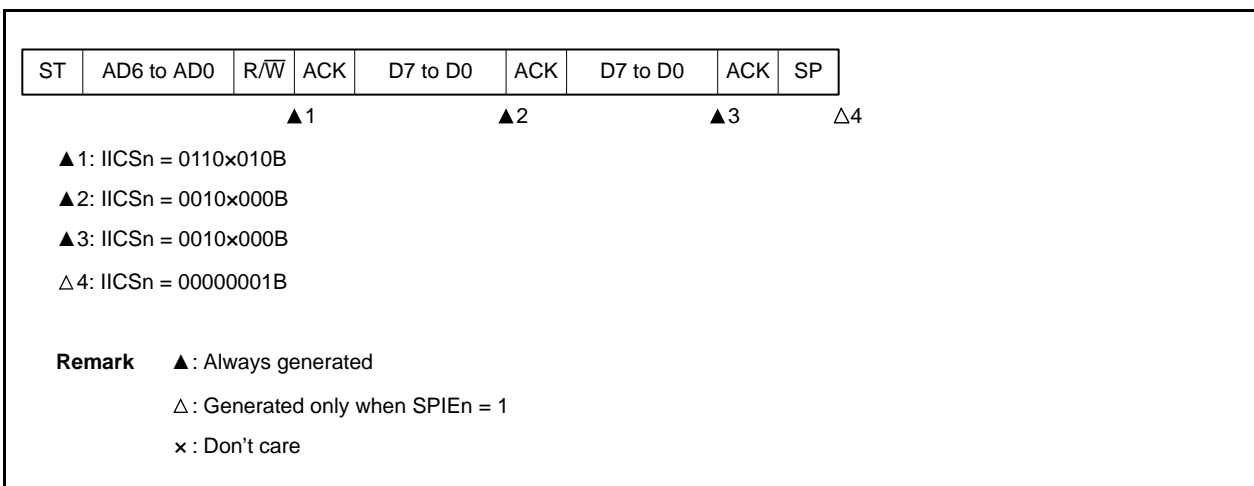 ST AD6 to AD0 R/W̅ ACK D7 to D0 ACK D7 to D0 ACK SP
▲1 ▲2 ▲3 △4
▲1: IICSn = 0110×010B
▲2: IICSn = 0010×000B
▲3: IICSn = 0010×000B
△4: IICSn = 00000001B
Remark ▲: Always generated
△: Generated only when SPIEn = 1
×: Don't care